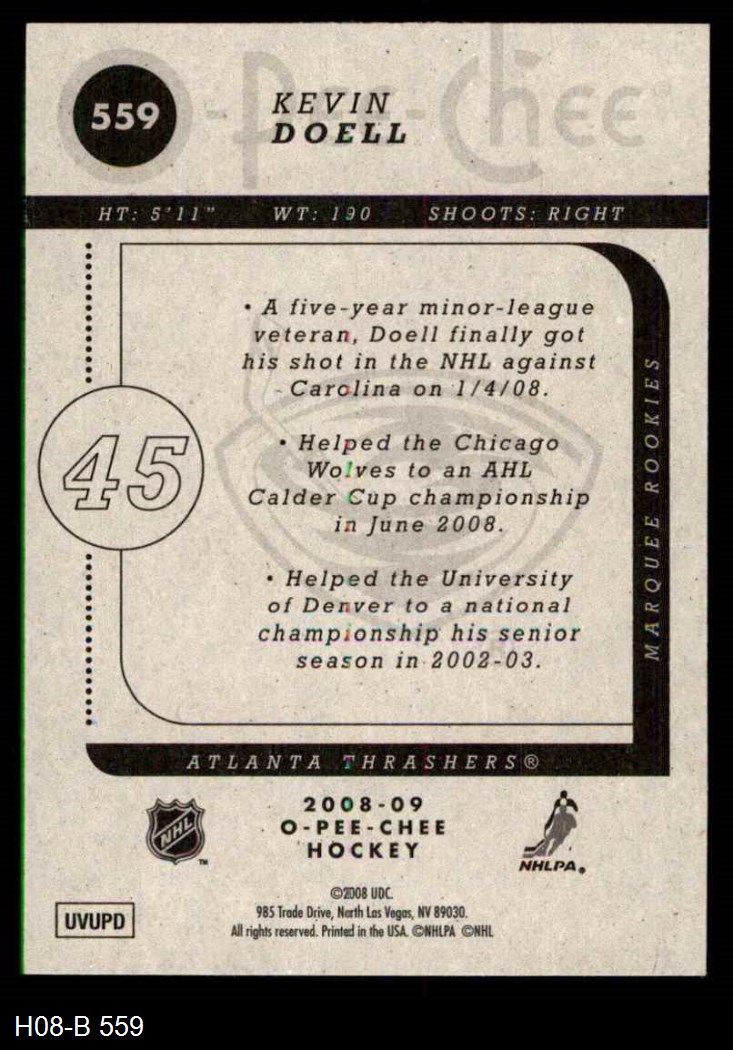 559
O-Pee-Chee
KEVIN
DOELL
HT: 5'11" WT: 190 SHOOTS: RIGHT
• A five-year minor-league
veteran, Doell finally got
his shot in the NHL against
Carolina on 1/4/08.
• Helped the Chicago
Wolves to an AHL
Calder Cup championship
in June 2008.
• Helped the University
of Denver to a national
championship his senior
season in 2002-03.
45
MARQUEE ROOKIES
ATLANTA THRASHERS®
NHL
TM
2008-09
O-PEE-CHEE
HOCKEY
NHLPA®
©2008 UDC.
985 Trade Drive, North Las Vegas, NV 89030.
All rights reserved. Printed in the USA. ©NHLPA ©NHL
UVUPD
H08-B 559